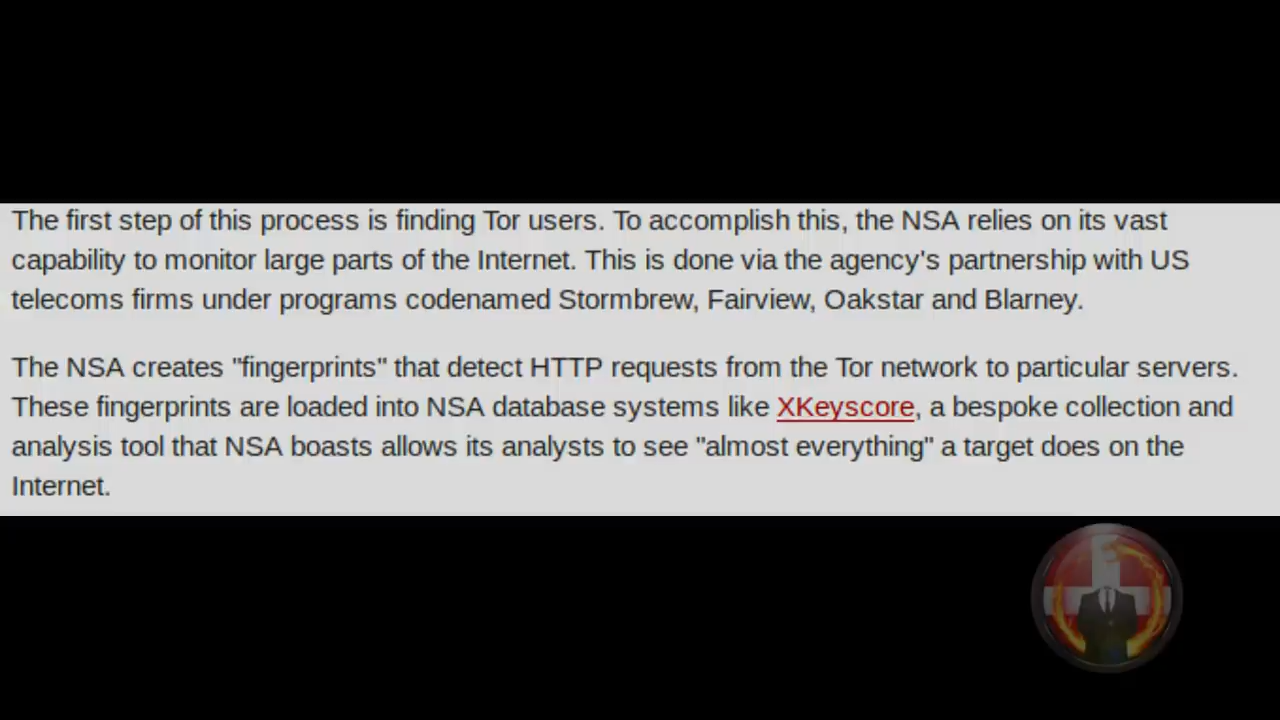 The first step of this process is finding Tor users. To accomplish this, the NSA relies on its vast
capability to monitor large parts of the Internet. This is done via the agency's partnership with US
telecoms firms under programs codenamed Stormbrew, Fairview, Oakstar and Blarney.
The NSA creates "fingerprints" that detect HTTP requests from the Tor network to particular servers.
These fingerprints are loaded into NSA database systems like XKeyscore, a bespoke collection and
analysis tool that NSA boasts allows its analysts to see "almost everything" a target does on the
Internet.